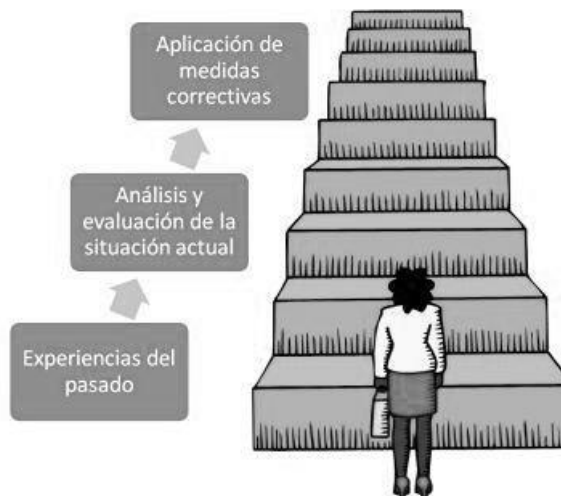 Aplicación de
medidas
correctivas
Análisis y
evaluación de la
situación actual
Experiencias del
pasado